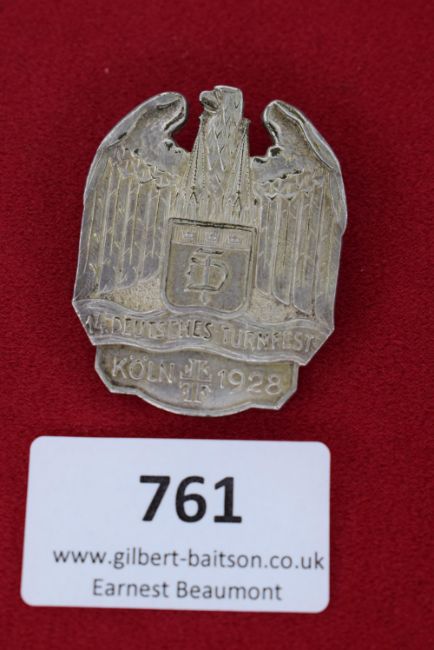 14. DEUTSCHES TURNFEST
KÖLN 1928
761
www.gilbert-baitson.co.uk
Earnest Beaumont